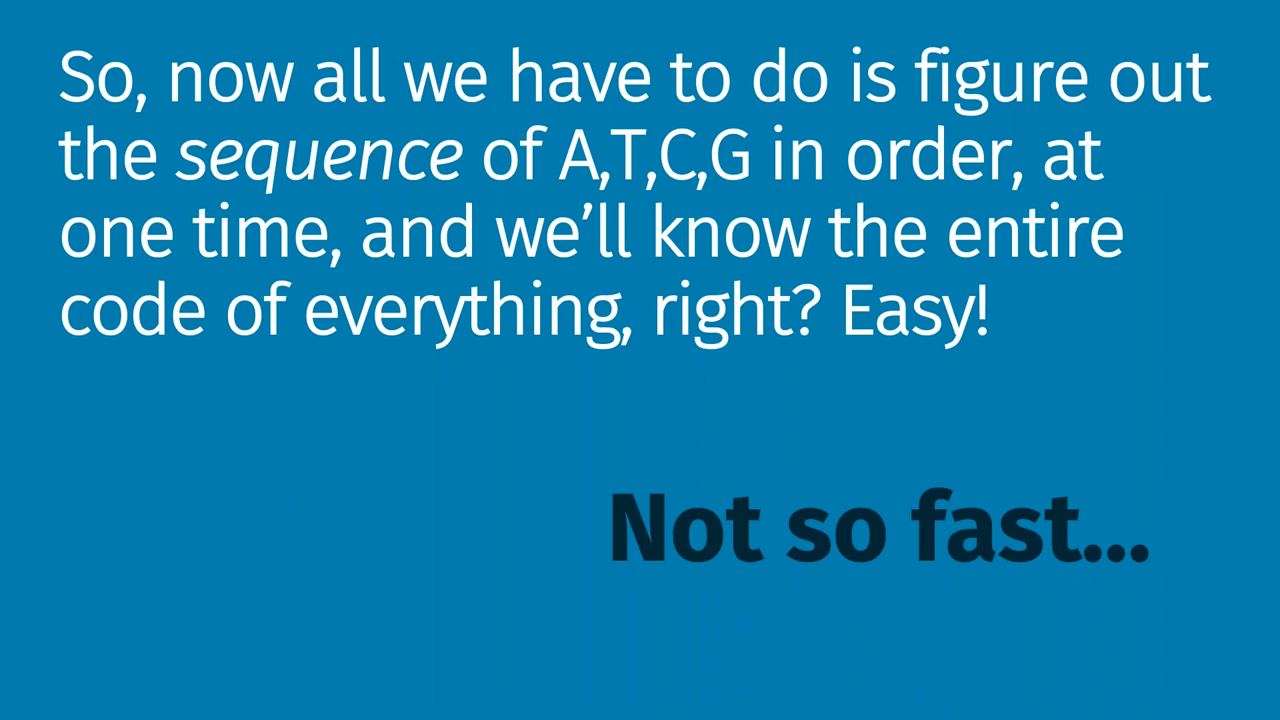 So, now all we have to do is figure out
the sequence of A,T,C,G in order, at
one time, and we’ll know the entire
code of everything, right? Easy!
Not so fast...